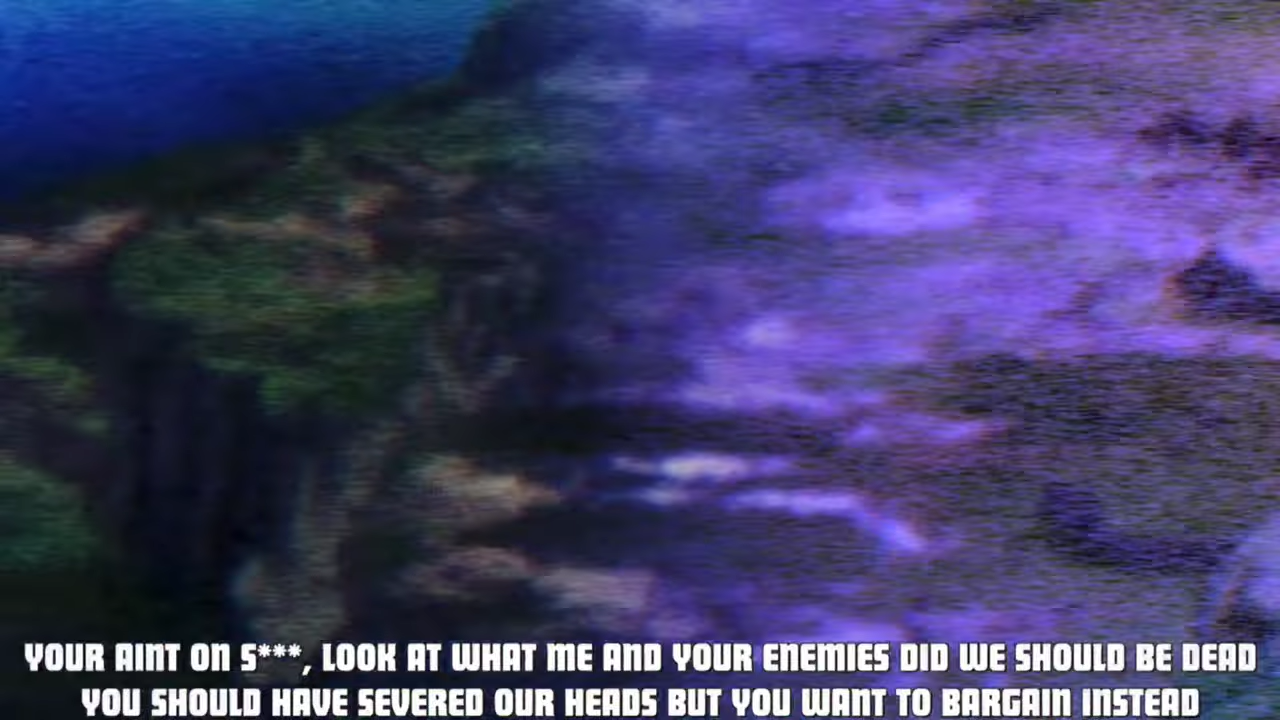 YOUR AINT ON S***, LOOK AT WHAT ME AND YOUR ENEMIES DID WE SHOULD BE DEAD
YOU SHOULD HAVE SEVERED OUR HEADS BUT YOU WANT TO BARGAIN INSTEAD